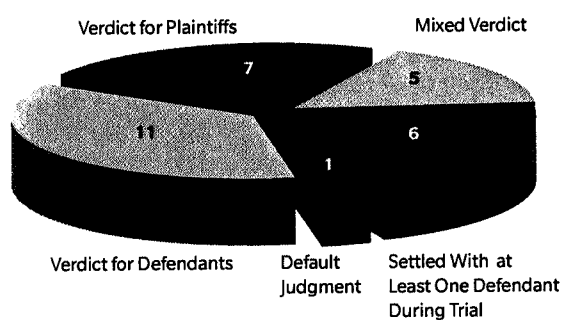 Verdict for Plaintiffs
Mixed Verdict
7
5
11
6
1
Verdict for Defendants
Default
Judgment
Settled With at
Least One Defendant
During Trial